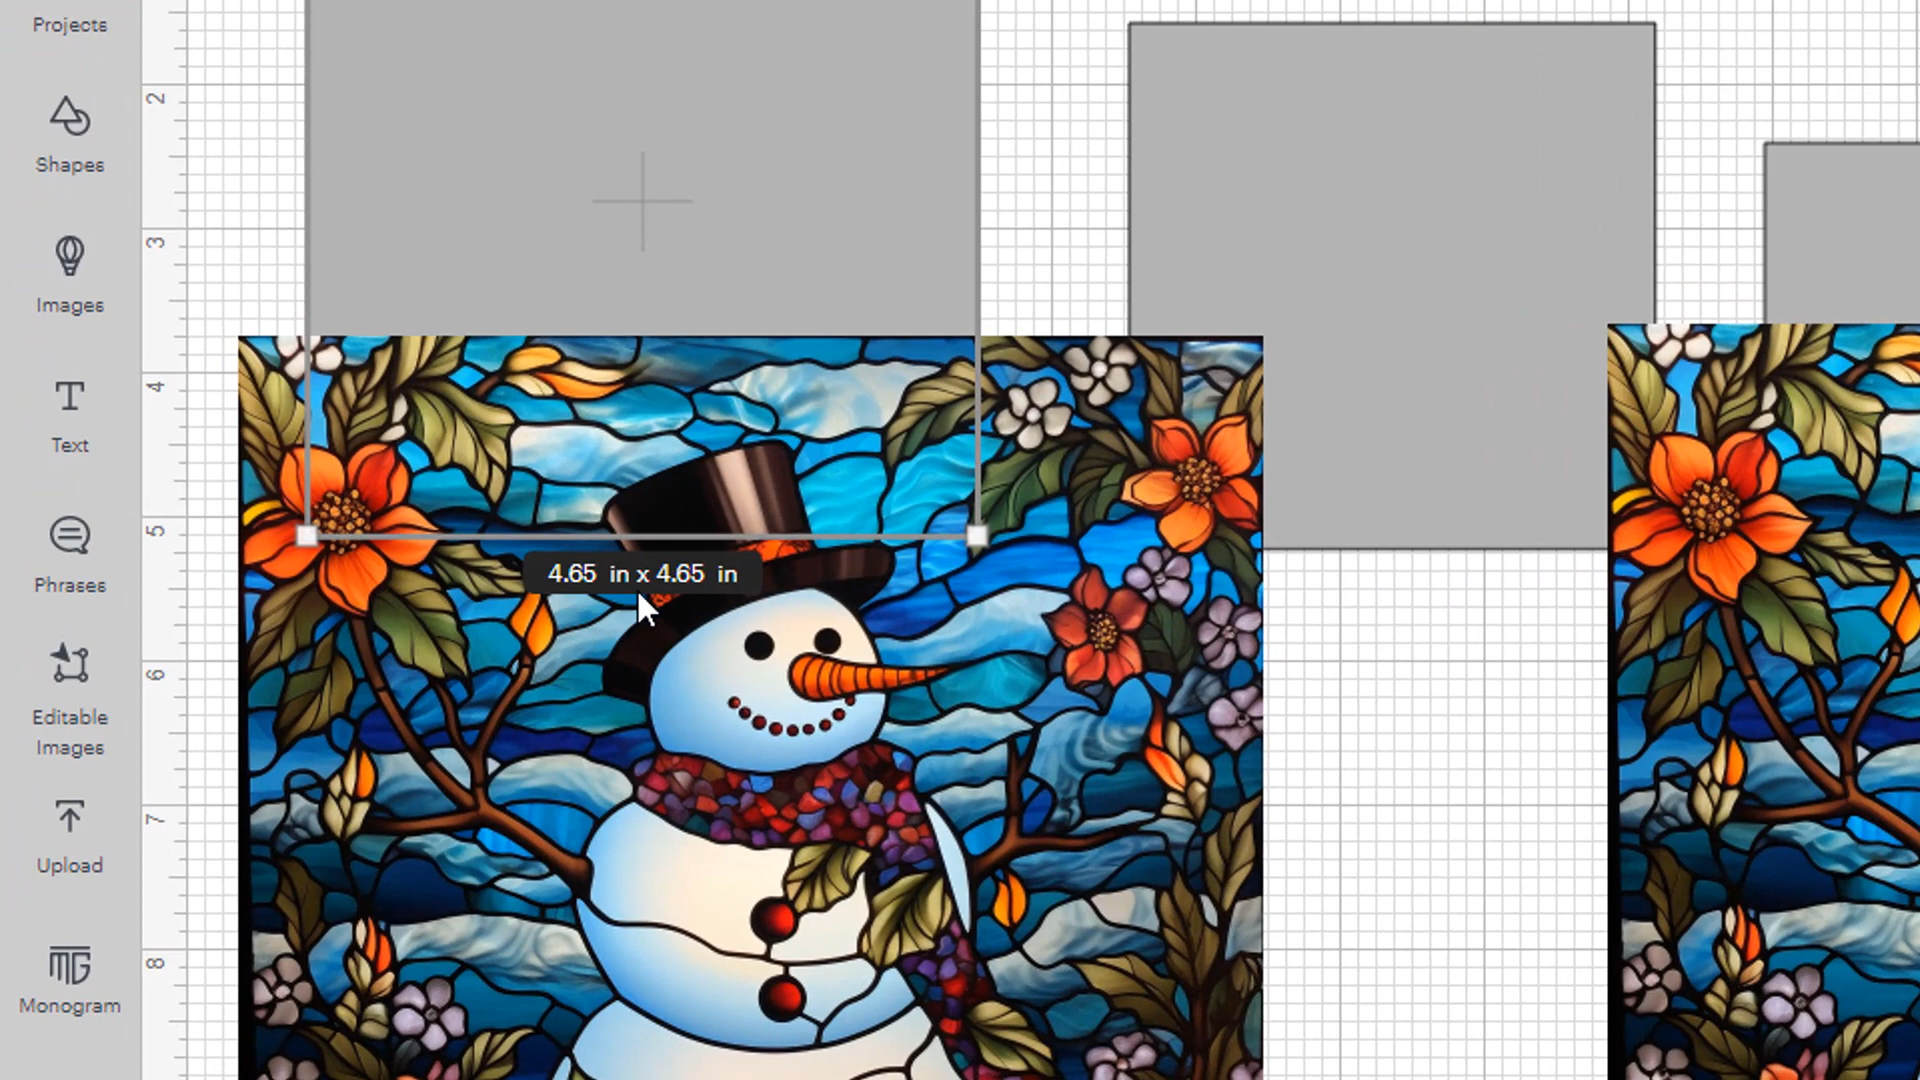 Projects
Shapes
Images
Text
Phrases
Editable
Images
Upload
Monogram
2
3
4
5
6
7
8
4.65 in x 4.65 in